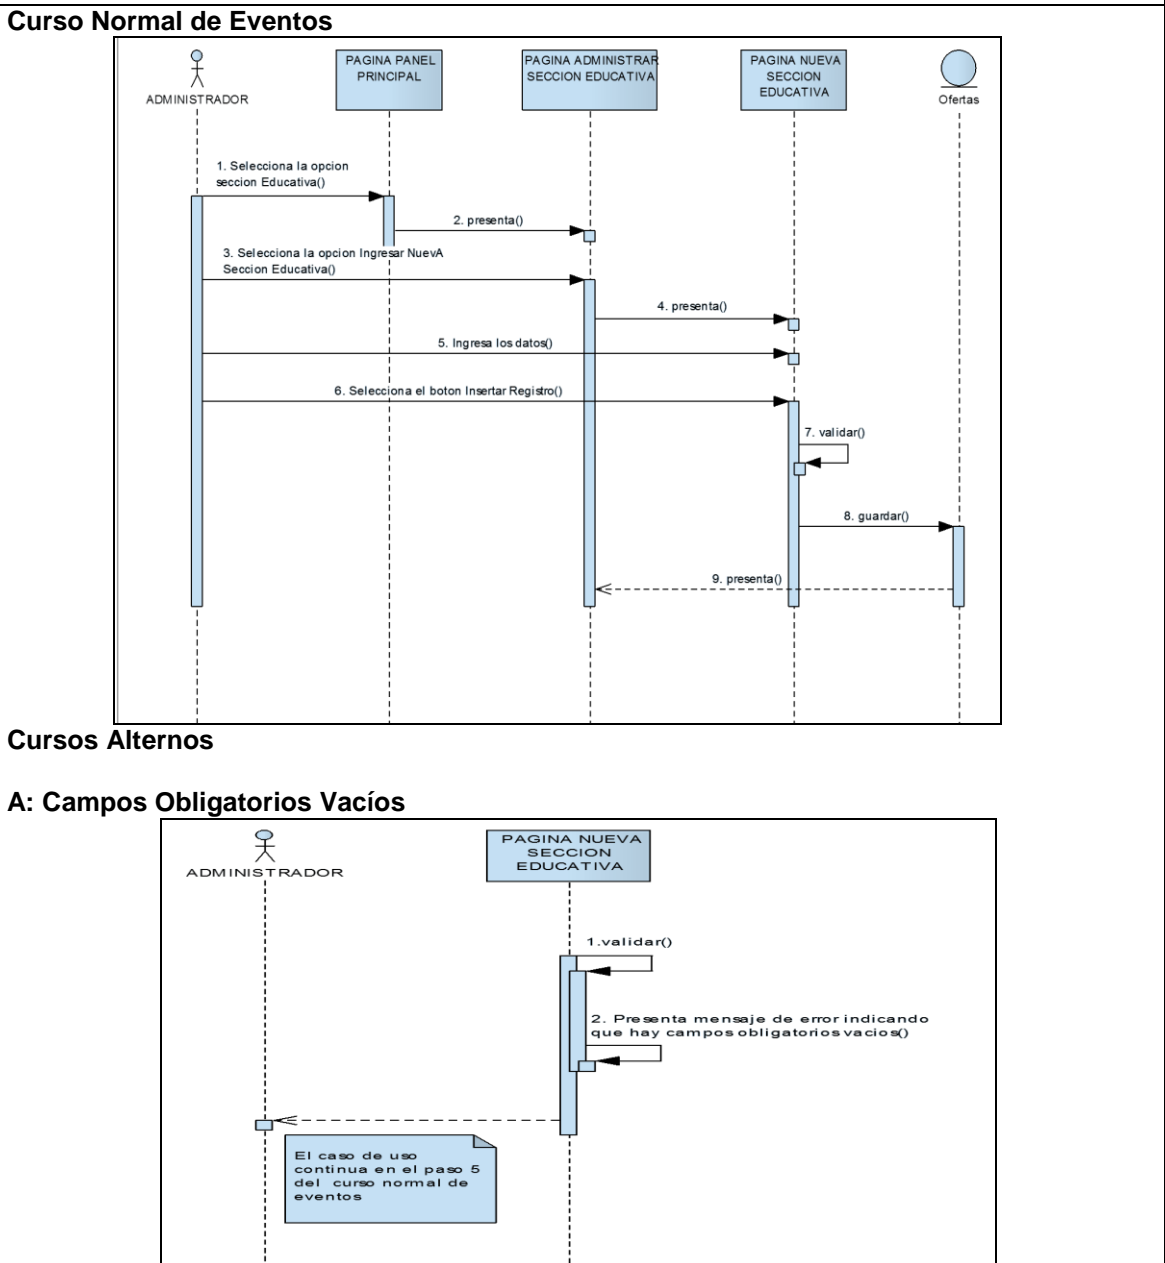 Curso Normal de Eventos
ADMINISTRADOR
PAGINA PANEL
PRINCIPAL
PAGINA ADMINISTRAR
SECCION EDUCATIVA
PAGINA NUEVA
SECCION
EDUCATIVA
Ofertas
1. Selecciona la opcion
seccion Educativa()
2. presenta()
3. Selecciona la opcion Ingresar NuevA
Seccion Educativa()
4. presenta()
5. Ingresa los datos()
6. Selecciona el boton Insertar Registro()
7. validar()
8. guardar()
9. presenta()
Cursos Alternos
A: Campos Obligatorios Vacíos
ADMINISTRADOR
PAGINA NUEVA
SECCION
EDUCATIVA
1.validar()
2. Presenta mensaje de error indicando
que hay campos obligatorios vacios()
El caso de uso
continua en el paso 5
del curso normal de
eventos